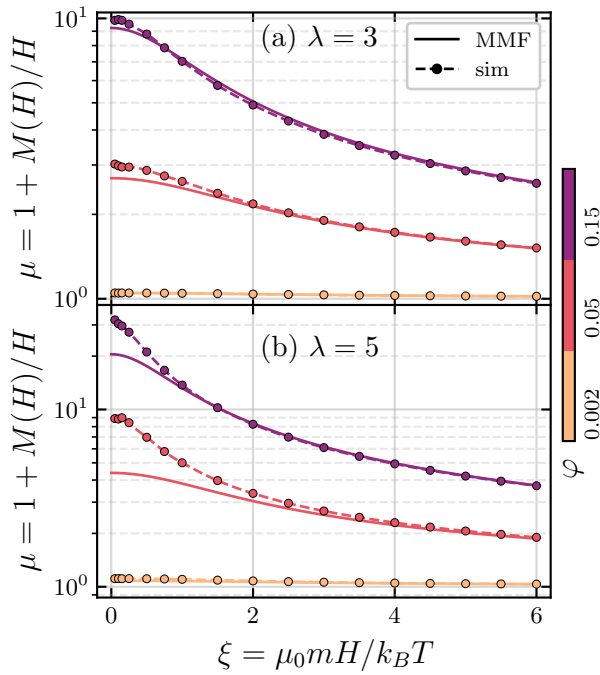 (a) λ = 3
MMF
sim
10¹
10⁰
μ = 1 + M(H)/H
(b) λ = 5
10¹
10⁰
μ = 1 + M(H)/H
0 2 4 6
ξ = μ₀mH/k_BT
0.15
0.05
0.002
φ